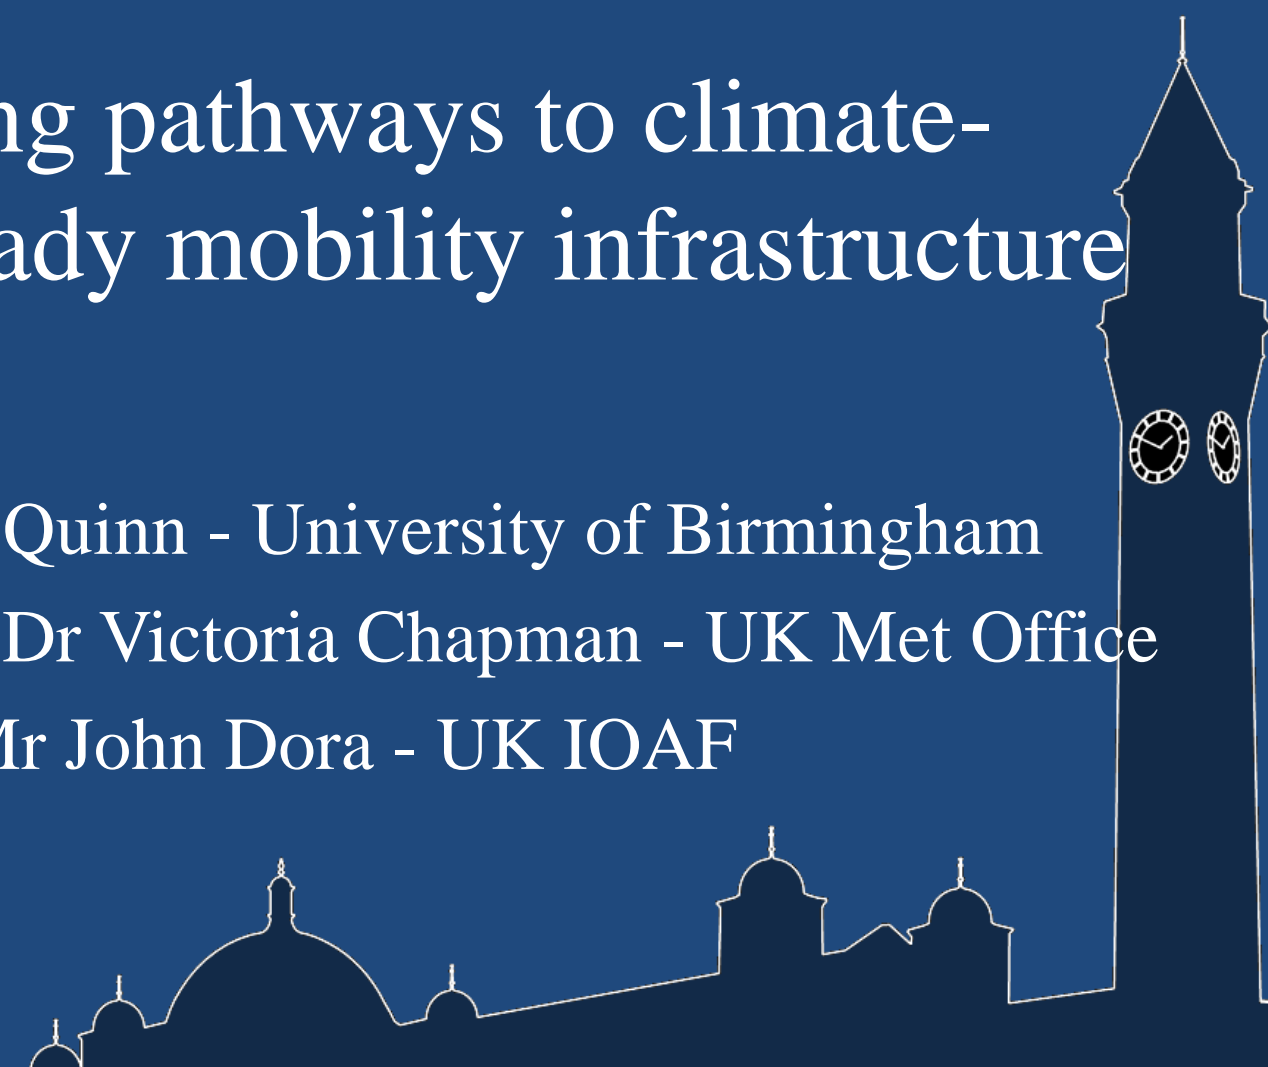 ng pathways to climate-
ady mobility infrastructure
Quinn - University of Birmingham
Dr Victoria Chapman - UK Met Office
Mr John Dora - UK IOAF